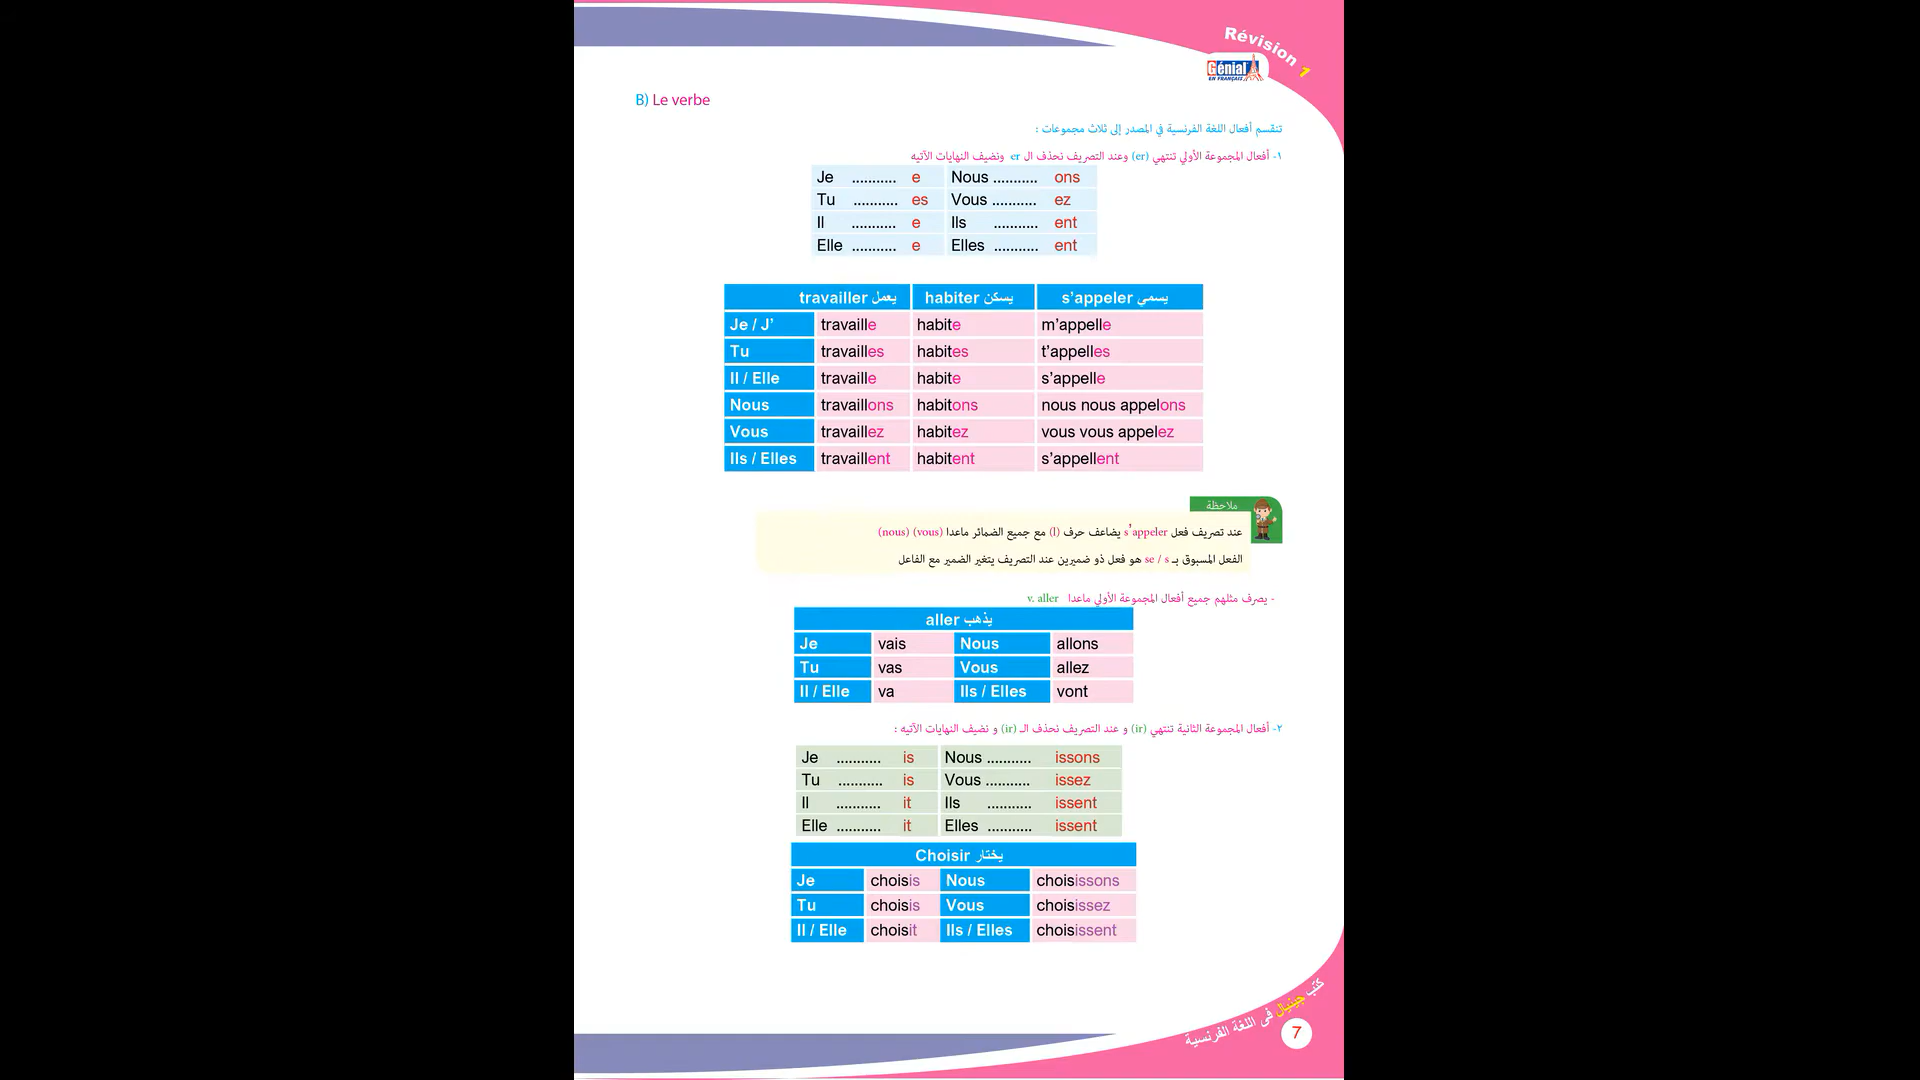 Révision 1
Génial
EN FRANÇAIS
B) Le verbe
تنقسم أفعال اللغة الفرنسية في المصدر إلى ثلاث مجموعات :
١- أفعال المجموعة الأولي تنتهي (er) وعند التصريف نحذف ال er ونضيف النهايات الآتيه
Je ........... e Nous ........... ons
Tu ........... es Vous ........... ez
Il ........... e Ils ........... ent
Elle ........... e Elles ........... ent
travailler يعمل habiter يسكن s’appeler يسمي
Je / J’ travaille habite m’appelle
Tu travailles habites t’appelles
Il / Elle travaille habite s’appelle
Nous travaillons habitons nous nous appelons
Vous travaillez habitez vous vous appelez
Ils / Elles travaillent habitent s’appellent
ملاحظة
عند تصريف فعل s'appeler يضاعف حرف (l) مع جميع الضمائر ماعدا (nous) (vous)
الفعل المسبوق بـ se / s هو فعل ذو ضميرين عند التصريف يتغير الضمير مع الفاعل
- يصرف مثلهم جميع أفعال المجموعة الأولي ماعدا v. aller
aller يذهب
Je vais Nous allons
Tu vas Vous allez
Il / Elle va Ils / Elles vont
٢- أفعال المجموعة الثانية تنتهي (ir) و عند التصريف نحذف الـ (ir) و نضيف النهايات الآتيه :
Je ........... is Nous ........... issons
Tu ........... is Vous ........... issez
Il ........... it Ils ........... issent
Elle ........... it Elles ........... issent
Choisir يختار
Je choisis Nous choisissons
Tu choisis Vous choisissez
Il / Elle choisit Ils / Elles choisissent
كتب جينيال فى اللغة الفرنسية
7